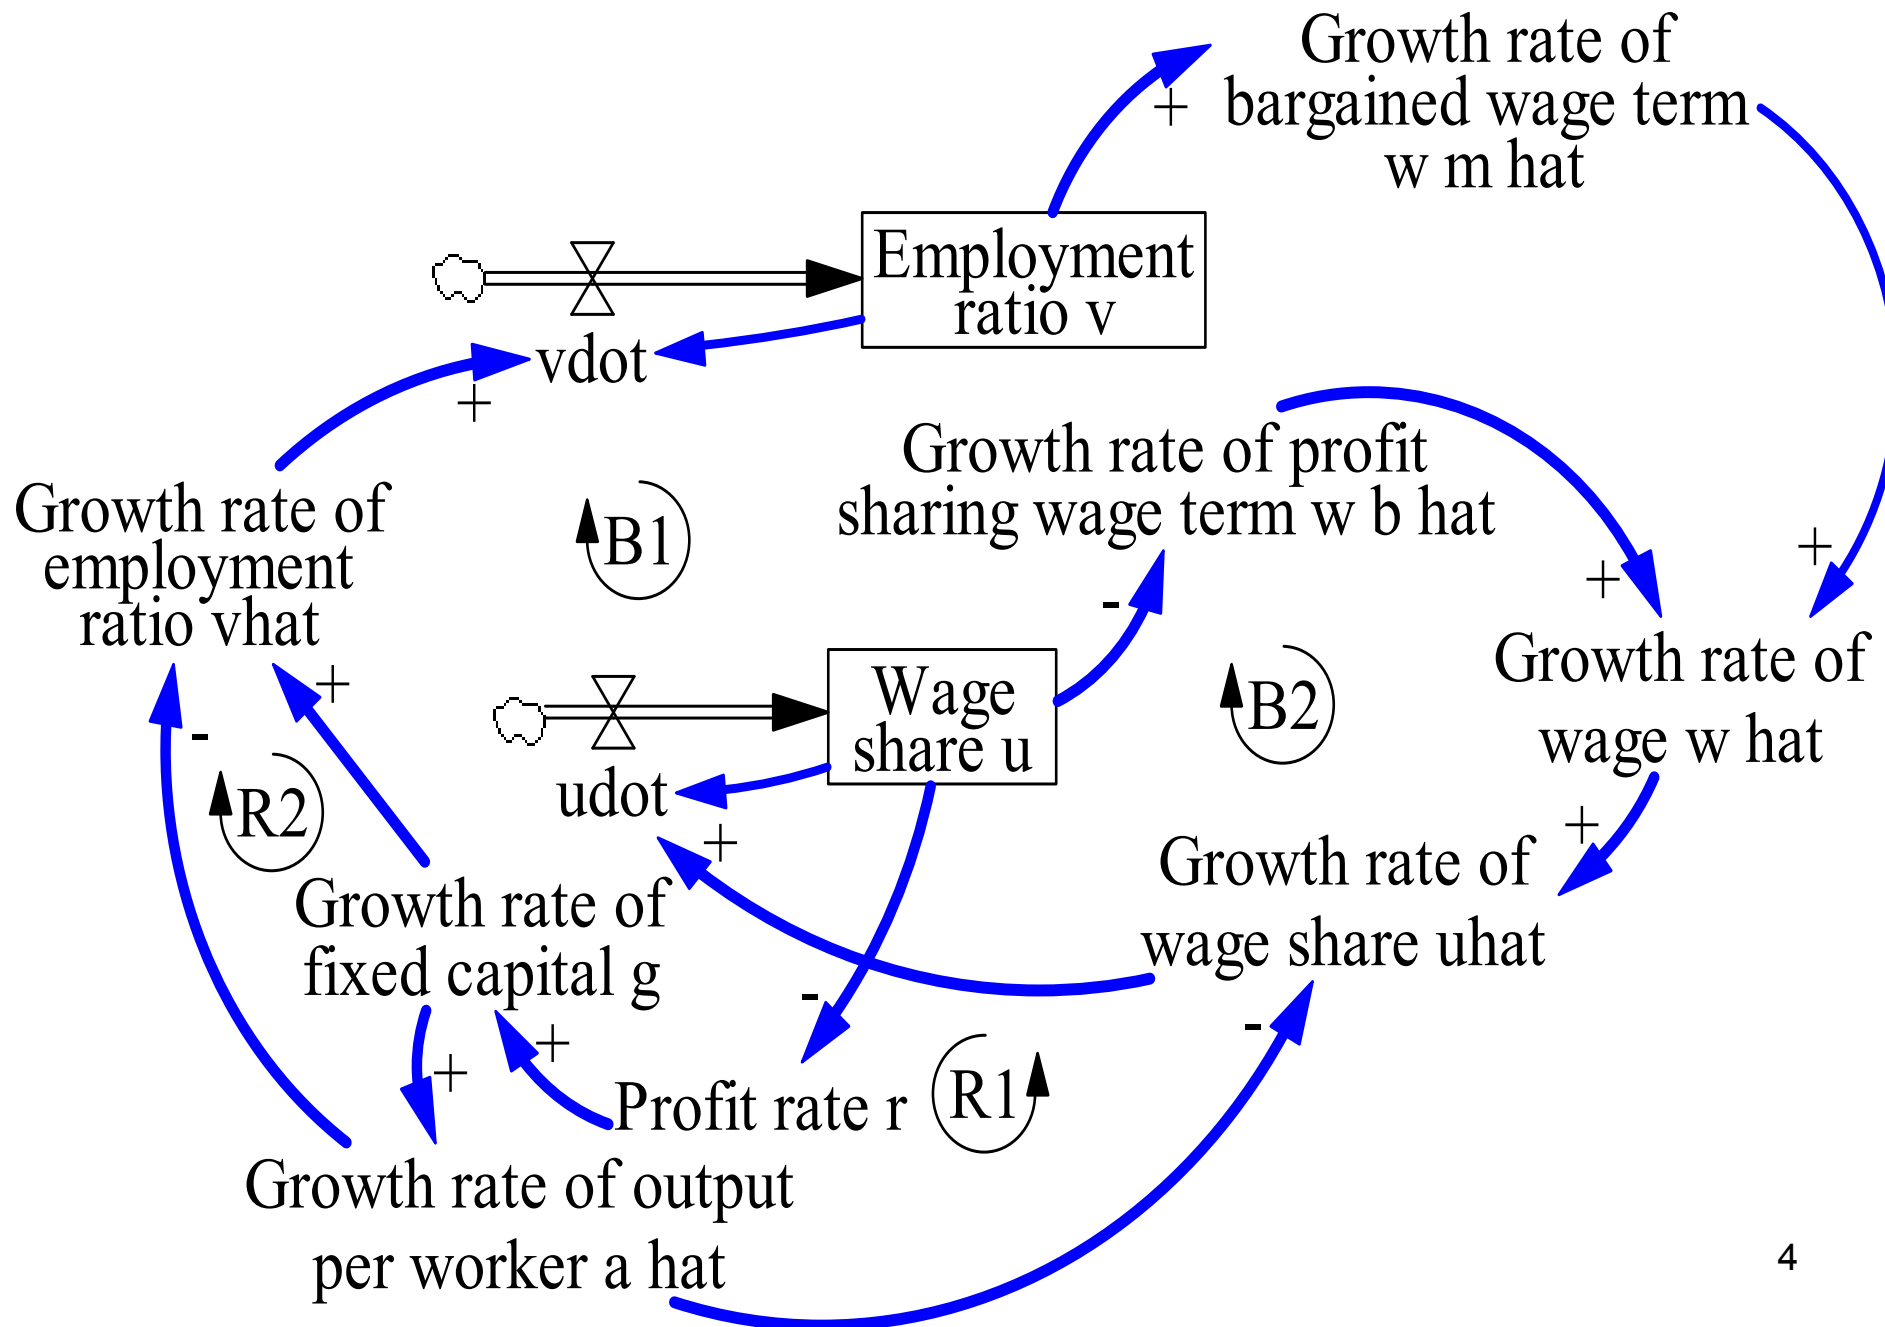 Growth rate of
bargained wage term
w m hat
+
Employment
ratio v
vdot
+
Growth rate of profit
sharing wage term w b hat
Growth rate of
employment
ratio vhat
B1
+
+
-
Growth rate of
wage w hat
Wage
share u
B2
+
-
udot
R2
+
+
Growth rate of
wage share uhat
Growth rate of
fixed capital g
-
-
+
+
Profit rate r
R1
Growth rate of output
per worker a hat
4